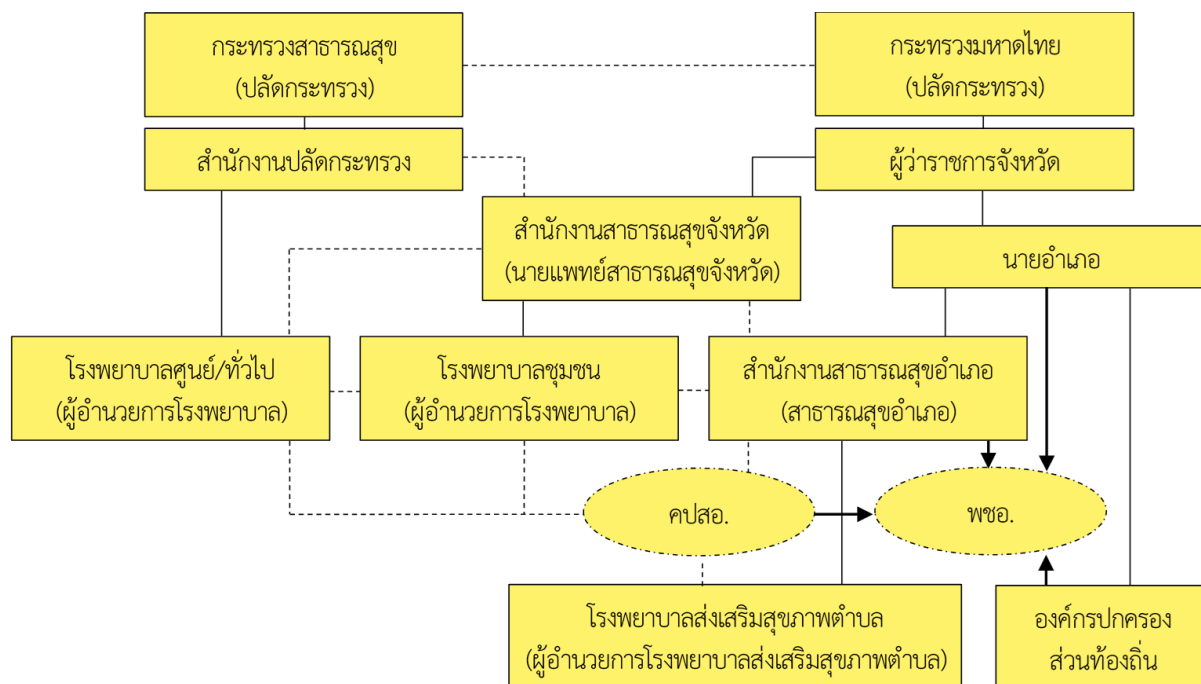 กระทรวงสาธารณสุข
(ปลัดกระทรวง)
กระทรวงมหาดไทย
(ปลัดกระทรวง)
สำนักงานปลัดกระทรวง
ผู้ว่าราชการจังหวัด
สำนักงานสาธารณสุขจังหวัด
(นายแพทย์สาธารณสุขจังหวัด)
นายอำเภอ
โรงพยาบาลศูนย์/ทั่วไป
(ผู้อำนวยการโรงพยาบาล)
โรงพยาบาลชุมชน
(ผู้อำนวยการโรงพยาบาล)
สำนักงานสาธารณสุขอำเภอ
(สาธารณสุขอำเภอ)
คปสอ.
พชอ.
โรงพยาบาลส่งเสริมสุขภาพตำบล
(ผู้อำนวยการโรงพยาบาลส่งเสริมสุขภาพตำบล)
องค์กรปกครอง
ส่วนท้องถิ่น